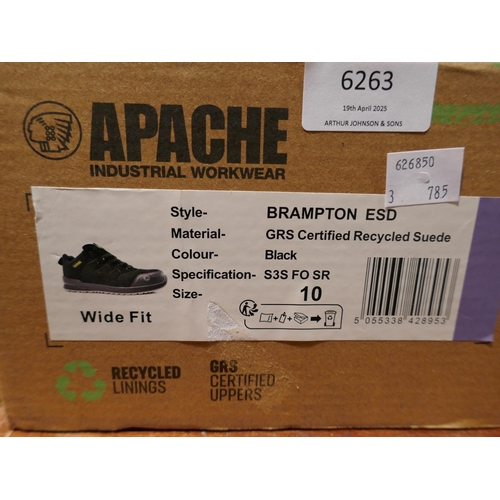 6263
19th April 2025
ARTHUR JOHNSON & SONS
APACHE
INDUSTRIAL WORKWEAR
626850
3 785
Style- BRAMPTON ESD
Material- GRS Certified Recycled Suede
Colour- Black
Specification- S3S FO SR
Size- 10
Wide Fit
5 055338 428953
RECYCLED
LININGS
GRS
CERTIFIED
UPPERS